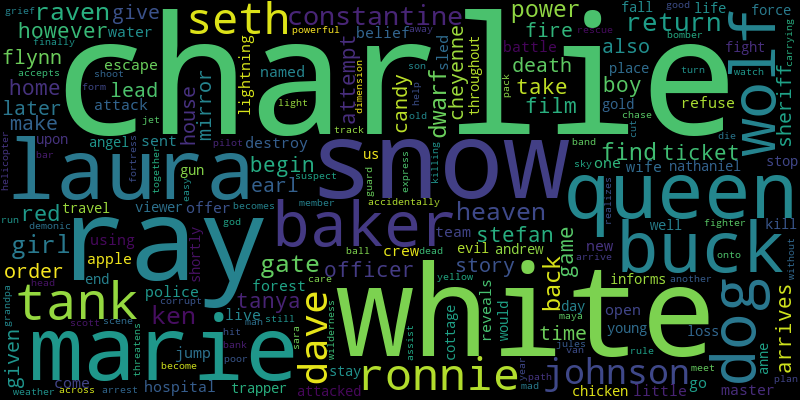 grief raven give seth constantine power fall good life force
however water powerful belief fire return bomber
finally charlie wolf
flynn escape lightning named attempt sled cheyenne battle death also place fight carrying
accepts jet mirror candy dwarf throughout take boy turn watch sheriff
home lead house dimension son away rescue film gold refuse
later attack form shoot light help pack
make track old cut chase die
upon angel sent destroy us guard express killing band sky find ticket
helicopter laura snow queen
bar fortress pilot together gun begin suspect accidentally one wife nathaniel stop
easy earl member realizes
red travel viewer offer god baker heaven buck
run demonic becomes ray team stefan game new fighter well kill
girl using shortly gate ball crew dead evil andrew arrive
order apple officer story back informs another onto without
head end forest care yellow day maya open
tank police tanya reveals would time young loss dog arrives
grandpa corrupt ken live white cottage jules van rule anne
given scott scene threatens hit man still sara wilderness
marie bank dave assist ronnie johnson
come jump poor stay year path meet go
weather across arrest hospital become trapper attacked mad chicken little master plan